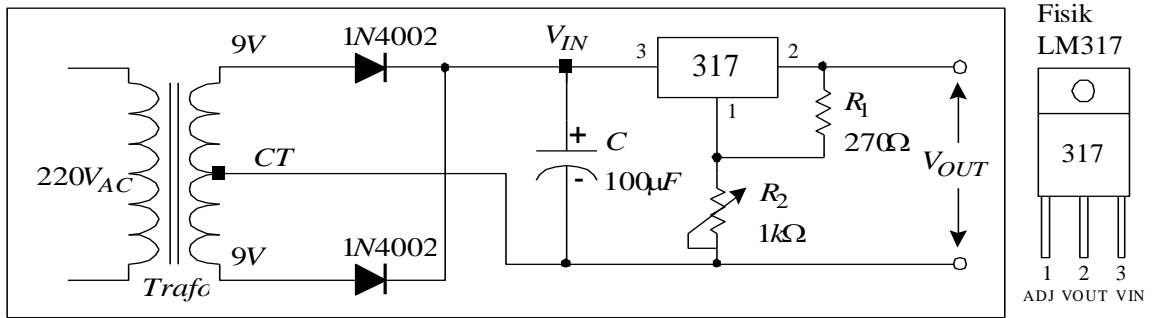 9V
1N4002
V_IN
3
317
2
1
R1
270Ω
V_OUT
220V_AC
CT
+
C
-
100µF
R2
1kΩ
9V
1N4002
Trafo
Fisik
LM317
317
1 2 3
ADJ VOUT VIN